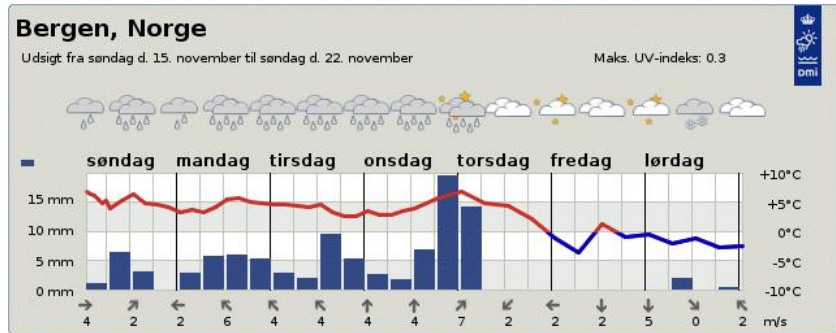 Bergen, Norge
Udsigt fra søndag d. 15. november til søndag d. 22. november
Maks. UV-indeks: 0.3
DMI
søndag mandag tirsdag onsdag torsdag fredag lørdag
15 mm
10 mm
5 mm
0 mm
+10°C
+5°C
0°C
-5°C
-10°C
4 2 2 6 4 4 4 4 7 2 2 2 5 0 2 m/s